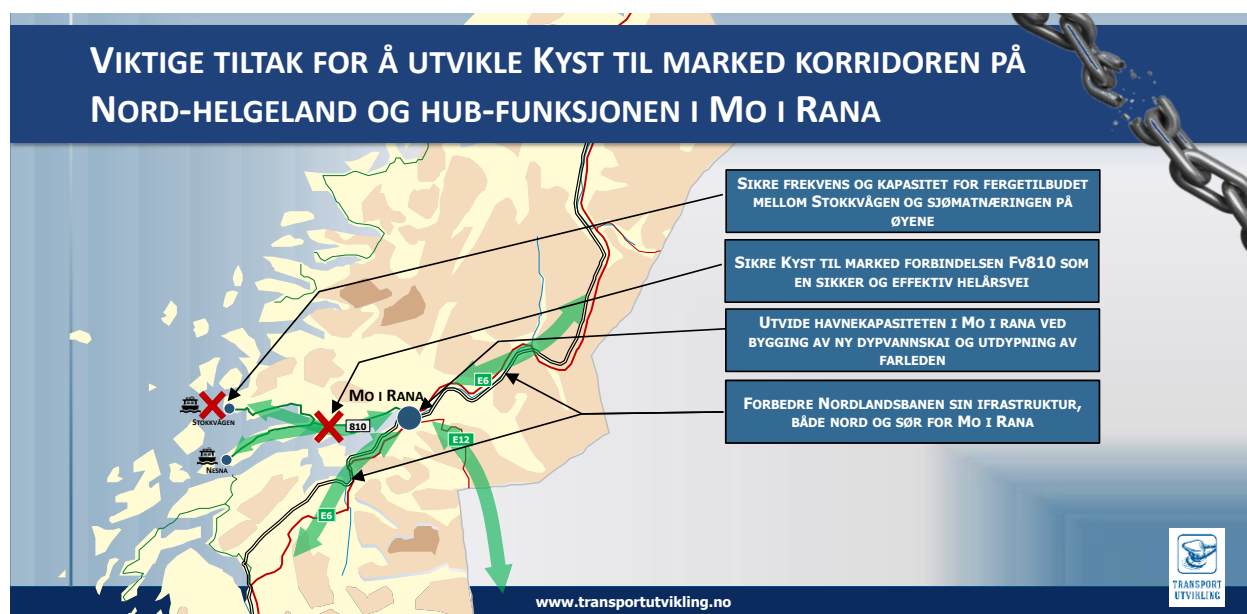 VIKTIGE TILTAK FOR Å UTVIKLE KYST TIL MARKED KORRIDOREN PÅ
NORD-HELGELAND OG HUB-FUNKSJONEN I MO I RANA
SIKRE FREKVENS OG KAPASITET FOR FERGETILBUDET
MELLOM STOKKVÅGEN OG SJØMATNÆRINGEN PÅ
ØYENE
SIKRE KYST TIL MARKED FORBINDELSEN FV810 SOM
EN SIKKER OG EFFEKTIV HELÅRSVEI
UTVIDE HAVNEKAPASITETEN I MO I RANA VED
BYGGING AV NY DYPVANNSKAI OG UTDYPNING AV
FARLEDEN
FORBEDRE NORDLANDSBANEN SIN IFRASTRUKTUR,
BÅDE NORD OG SØR FOR MO I RANA
E6
MO I RANA
STOKKVÅGEN
810
E12
NESNA
E6
TRANSPORT
UTVIKLING
www.transportutvikling.no